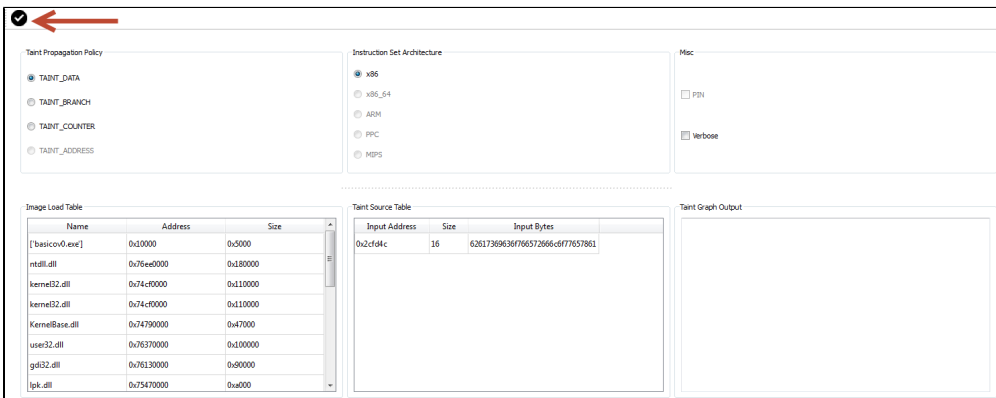 Taint Propagation Policy
TAINT_DATA
TAINT_BRANCH
TAINT_COUNTER
TAINT_ADDRESS
Instruction Set Architecture
x86
x86_64
ARM
PPC
MIPS
Misc
PIN
Verbose
Image Load Table
Name Address Size
['basicov0.exe'] 0x10000 0x5000
ntdll.dll 0x76ee0000 0x180000
kernel32.dll 0x74cf0000 0x110000
kernel32.dll 0x74cf0000 0x110000
KernelBase.dll 0x74790000 0x47000
user32.dll 0x76370000 0x100000
gdi32.dll 0x76130000 0x90000
lpk.dll 0x75470000 0xa000
Taint Source Table
Input Address Size Input Bytes
0x2cfd4c 16 62617369636f766572666c6f77657861
Taint Graph Output